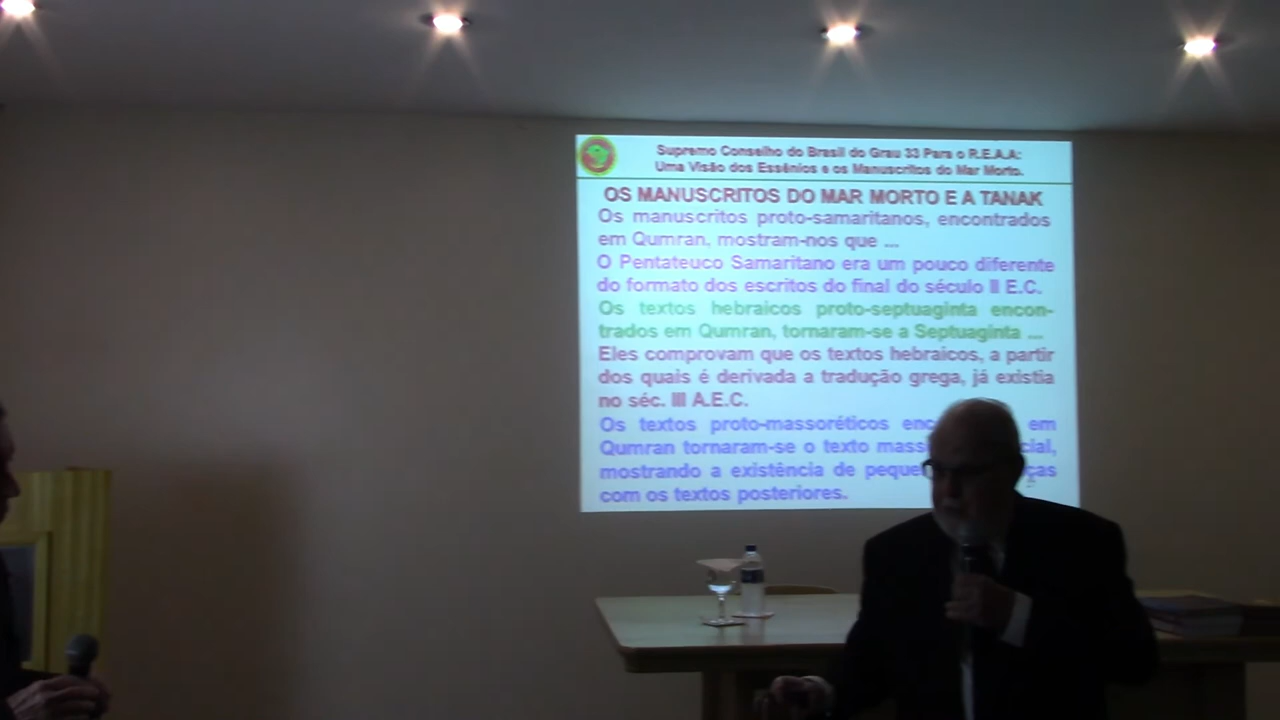 Supremo Conselho do Brasil do Grau 33 Para o R.E.A.A:
Uma Visão dos Essênios e os Manuscritos do Mar Morto.
OS MANUSCRITOS DO MAR MORTO E A TANAK
Os manuscritos proto-samaritanos, encontrados
em Qumran, mostram-nos que ...
O Pentateuco Samaritano era um pouco diferente
do formato dos escritos do final do século II E.C.
Os textos hebraicos proto-septuaginta encon-
trados em Qumran, tornaram-se a Septuaginta ...
Eles comprovam que os textos hebraicos, a partir
dos quais é derivada a tradução grega, já existia
no séc. III A.E.C.
Os textos proto-massoréticos em
Qumran tornaram-se o texto
mostrando a existência de
com os textos posteriores.